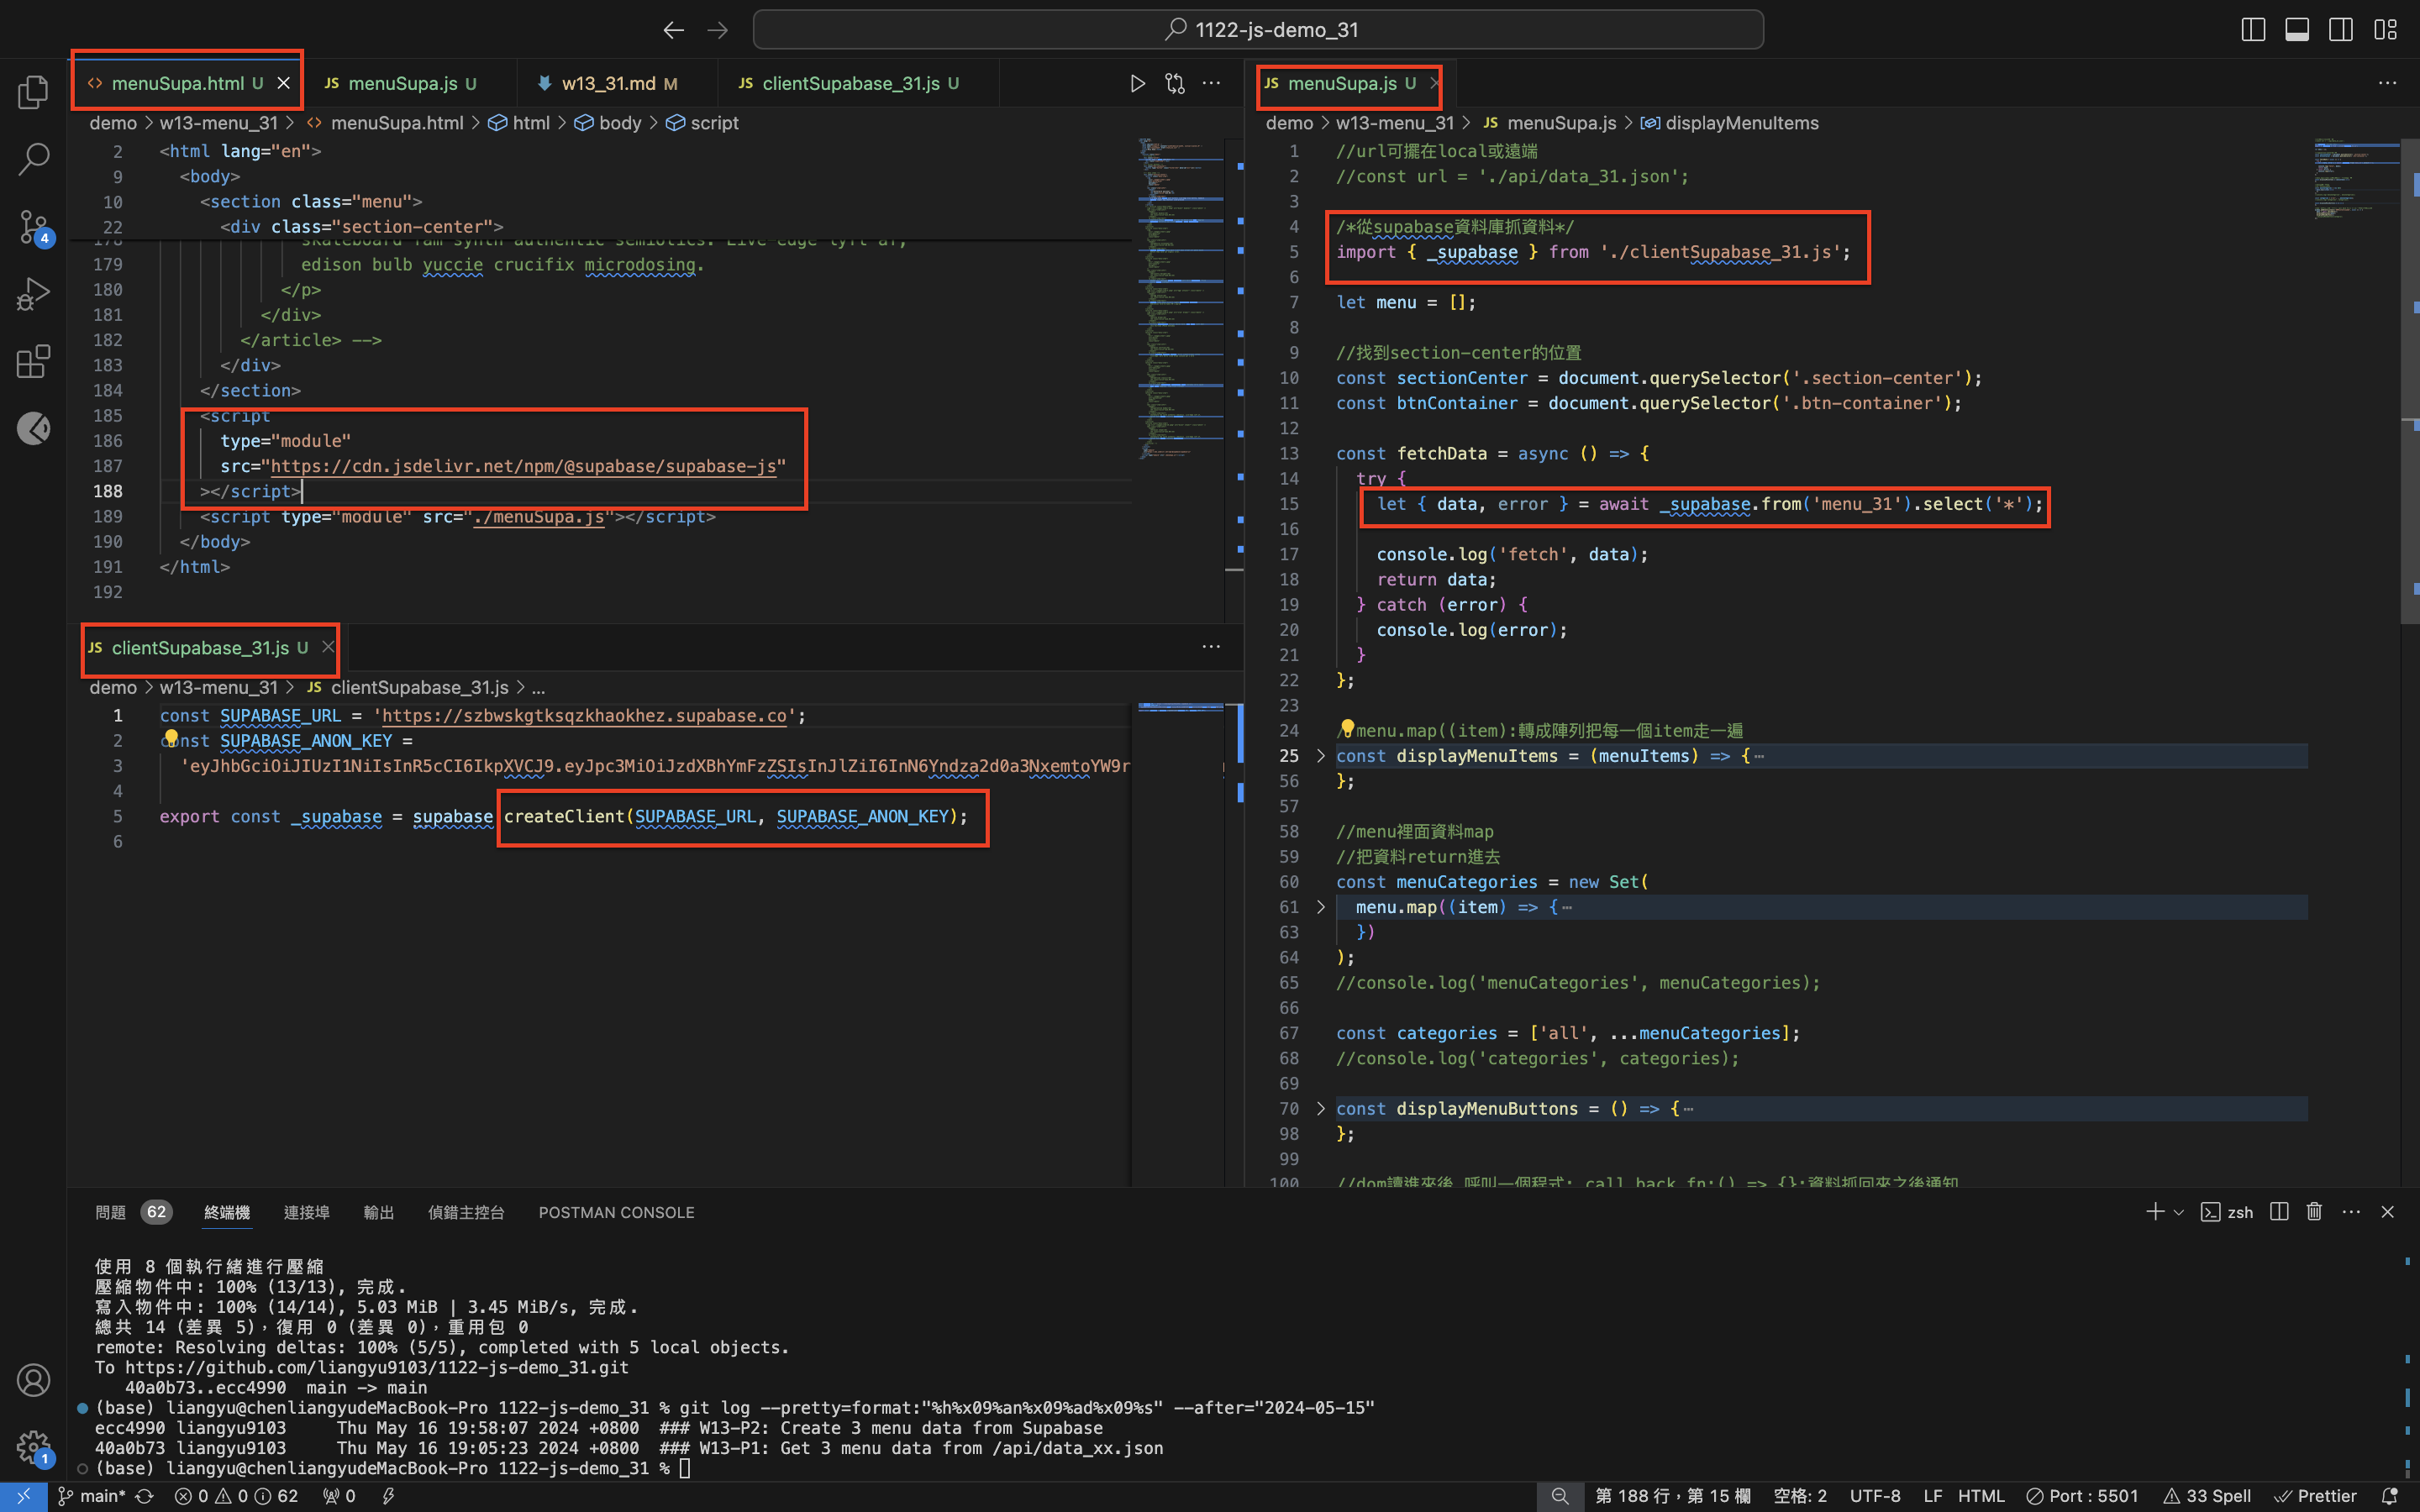 1122-js-demo_31
menuSupa.html U
JS menuSupa.js U
w13_31.md M
JS clientSupabase_31.js U
demo > w13-menu_31 > menuSupa.html > html > body > script
2 <html lang="en">
9 <body>
10 <section class="menu">
22 <div class="section-center">
178 skateboard fam synth authentic semiotics. Live-edge lyft af,
179 edison bulb yuccie crucifix microdosing.
180 </p>
181 </div>
182 </article> -->
183 </div>
184 </section>
185 <script
186 type="module"
187 src="https://cdn.jsdelivr.net/npm/@supabase/supabase-js"
188 ></script>
189 <script type="module" src="./menuSupa.js"></script>
190 </body>
191 </html>
192
JS clientSupabase_31.js U
demo > w13-menu_31 > JS clientSupabase_31.js > ...
1 const SUPABASE_URL = 'https://szbwskgtksqzkhaokhez.supabase.co';
2 const SUPABASE_ANON_KEY =
3 'eyJhbGciOiJIUzI1NiIsInR5cCI6IkpXVCJ9.eyJpc3MiOiJzdXBhYmFzZSIsInJlZiI6InN6Yndza2d0a3NxemtoYW9r
4
5 export const _supabase = supabase.createClient(SUPABASE_URL, SUPABASE_ANON_KEY);
6
JS menuSupa.js U
demo > w13-menu_31 > JS menuSupa.js > displayMenuItems
1 //url可擺在local或遠端
2 //const url = './api/data_31.json';
3
4 /*從supabase資料庫抓資料*/
5 import { _supabase } from './clientSupabase_31.js';
6
7 let menu = [];
8
9 //找到section-center的位置
10 const sectionCenter = document.querySelector('.section-center');
11 const btnContainer = document.querySelector('.btn-container');
12
13 const fetchData = async () => {
14 try {
15 let { data, error } = await _supabase.from('menu_31').select('*');
16
17 console.log('fetch', data);
18 return data;
19 } catch (error) {
20 console.log(error);
21 }
22 };
23
24 /menu.map((item):轉成陣列把每一個item走一遍
25 const displayMenuItems = (menuItems) => {⋯
56 };
57
58 //menu裡面資料map
59 //把資料return進去
60 const menuCategories = new Set(
61 menu.map((item) => {⋯
63 })
64 );
65 //console.log('menuCategories', menuCategories);
66
67 const categories = ['all', ...menuCategories];
68 //console.log('categories', categories);
69
70 const displayMenuButtons = () => {⋯
98 };
99
100 //dom讀進來後 呼叫一個程式: call back fn:() => {}:資料抓回來之後通知
問題 62 終端機 連接埠 輸出 偵錯主控台 POSTMAN CONSOLE
zsh
使用 8 個執行緒進行壓縮
壓縮物件中: 100% (13/13), 完成.
寫入物件中: 100% (14/14), 5.03 MiB | 3.45 MiB/s, 完成.
總共 14 (差異 5)，復用 0 (差異 0)，重用包 0
remote: Resolving deltas: 100% (5/5), completed with 5 local objects.
To https://github.com/liangyu9103/1122-js-demo_31.git
40a0b73..ecc4990 main -> main
(base) liangyu@chenliangyudeMacBook-Pro 1122-js-demo_31 % git log --pretty=format:"%h%x09%an%x09%ad%x09%s" --after="2024-05-15"
ecc4990 liangyu9103 Thu May 16 19:58:07 2024 +0800 ### W13-P2: Create 3 menu data from Supabase
40a0b73 liangyu9103 Thu May 16 19:05:23 2024 +0800 ### W13-P1: Get 3 menu data from /api/data_xx.json
(base) liangyu@chenliangyudeMacBook-Pro 1122-js-demo_31 %
4
1
main* 0 0 62 0
第 188 行，第 15 欄 空格: 2 UTF-8 LF HTML Port : 5501 33 Spell Prettier